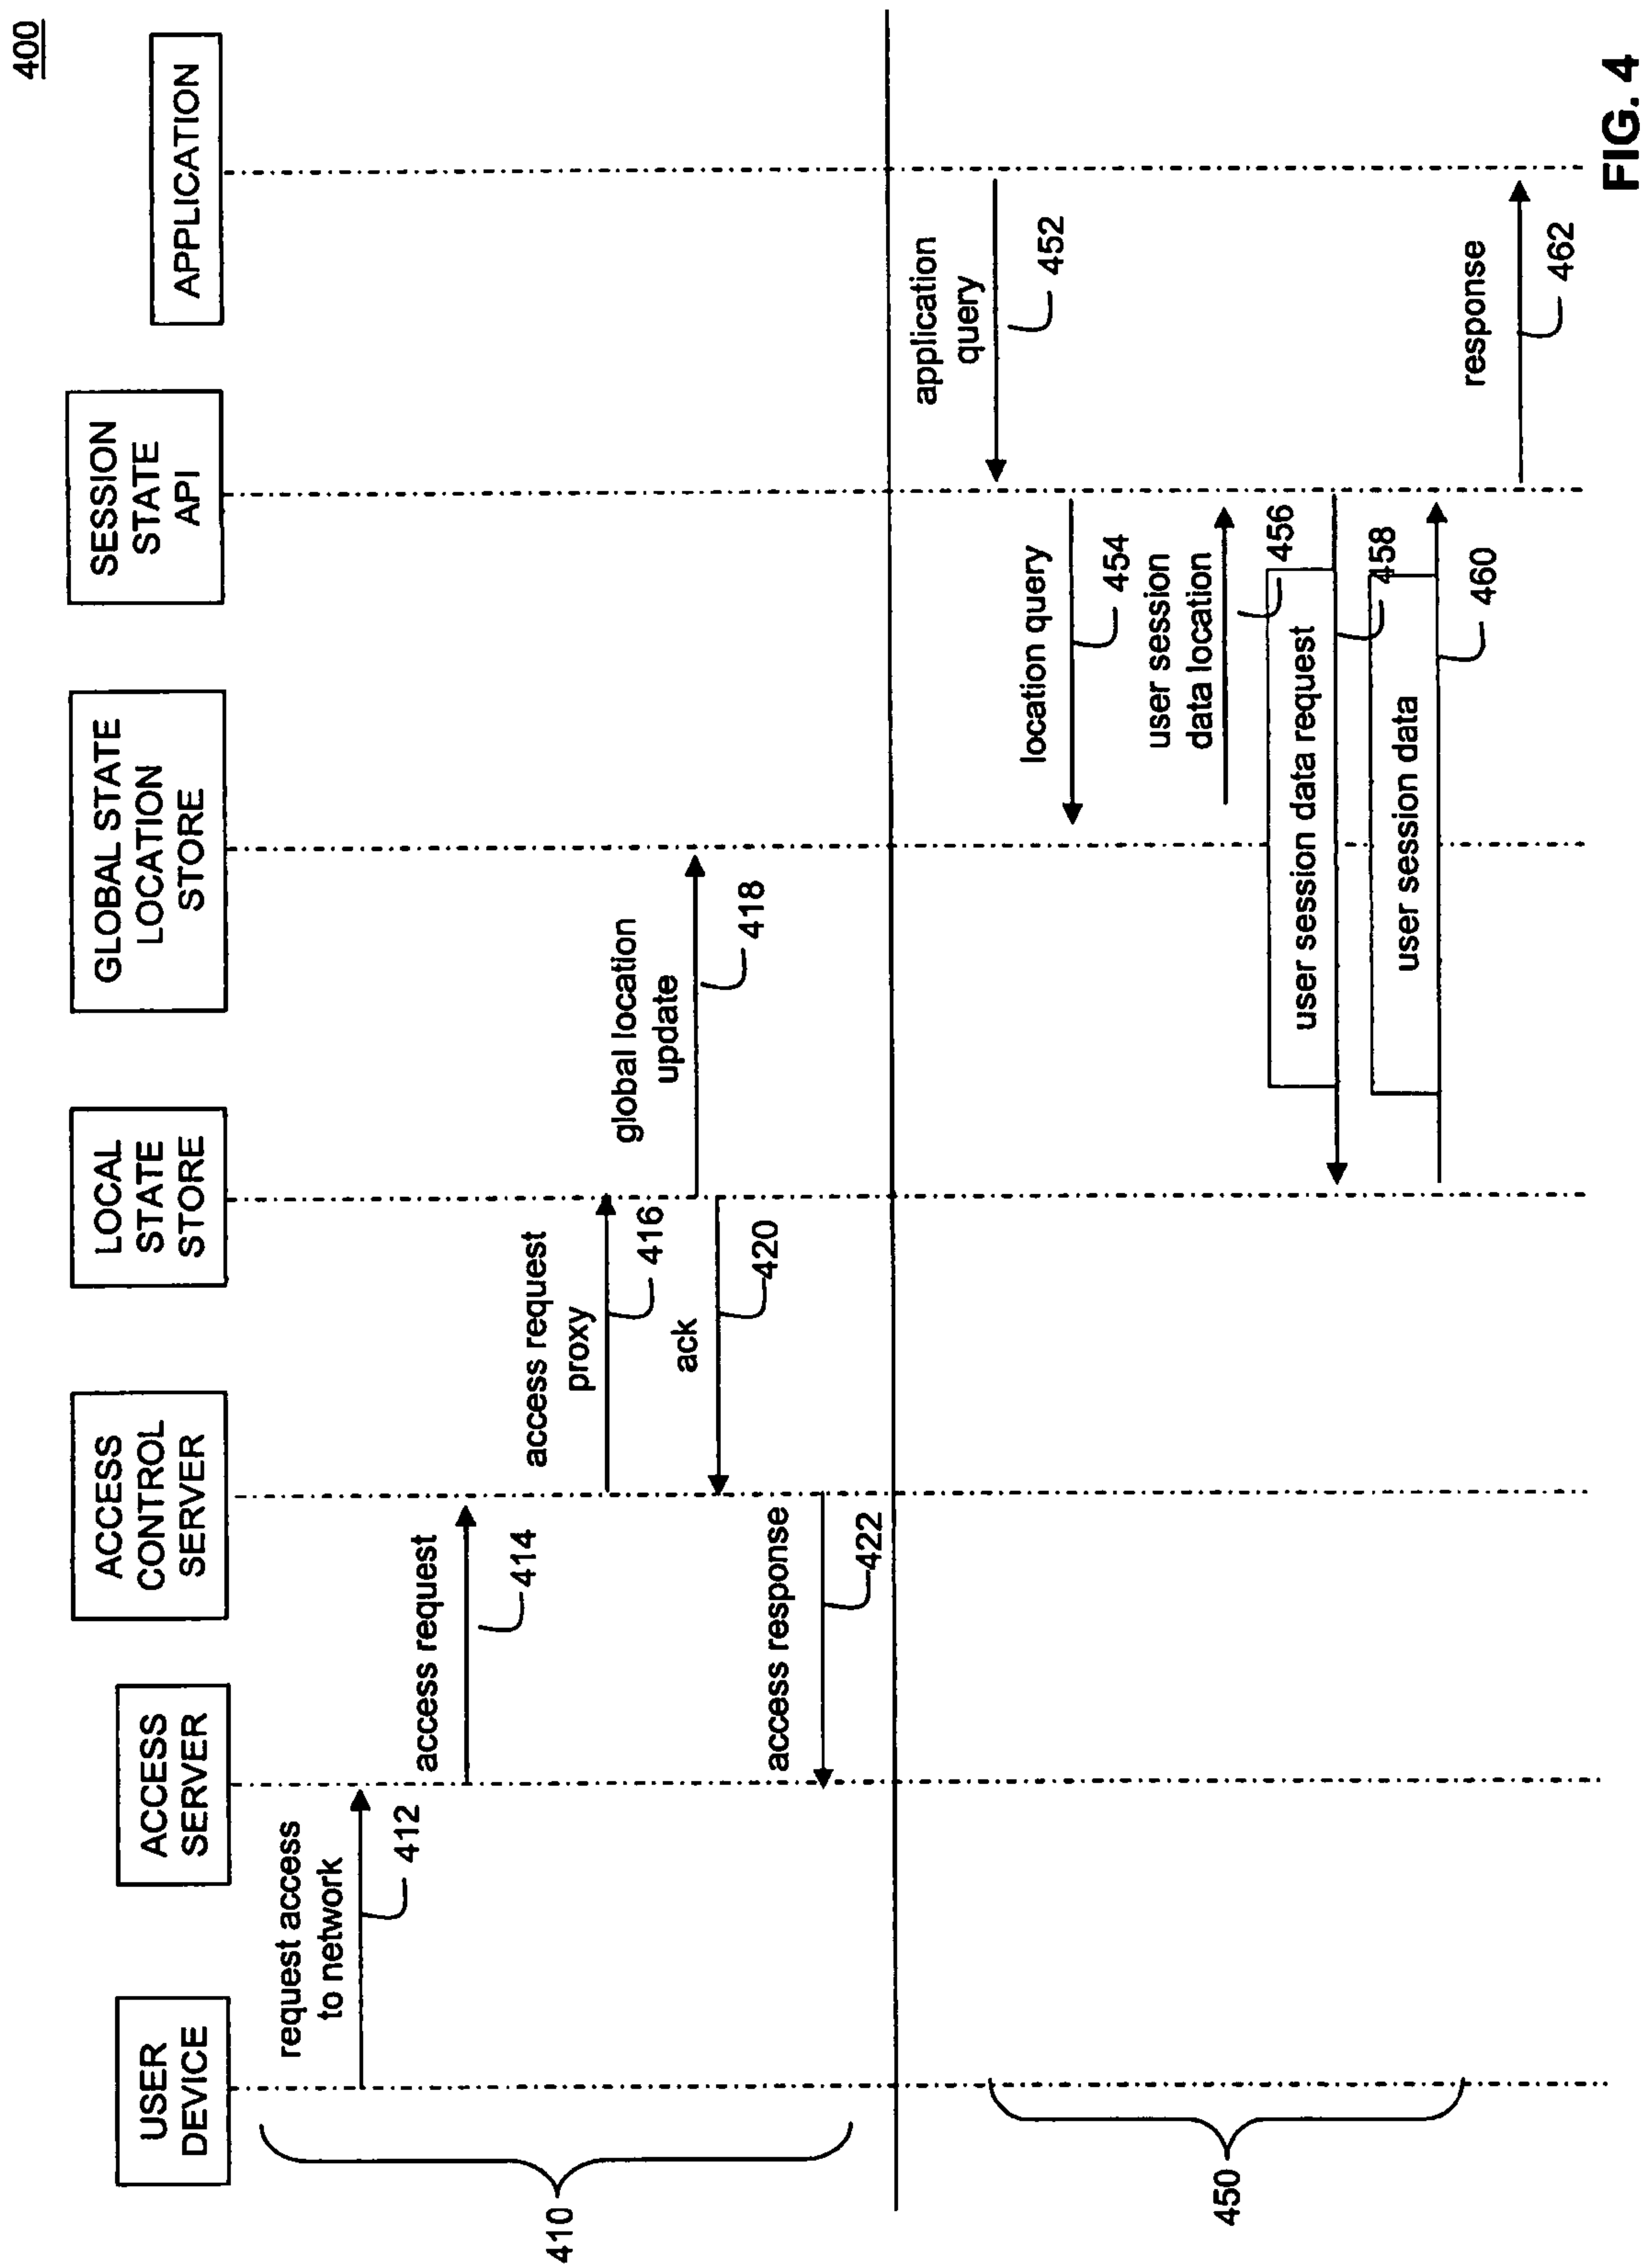 400
USER
DEVICE
ACCESS
SERVER
ACCESS
CONTROL
SERVER
LOCAL
STATE
STORE
GLOBAL STATE
LOCATION
STORE
SESSION
STATE
API
APPLICATION
410
request access
to network
412
access request
414
access request
proxy
416
global location
update
418
ack
420
access response
422
450
application
query
452
location query
454
user session
data location
456
user session data request
458
user session data
460
response
462
FIG. 4